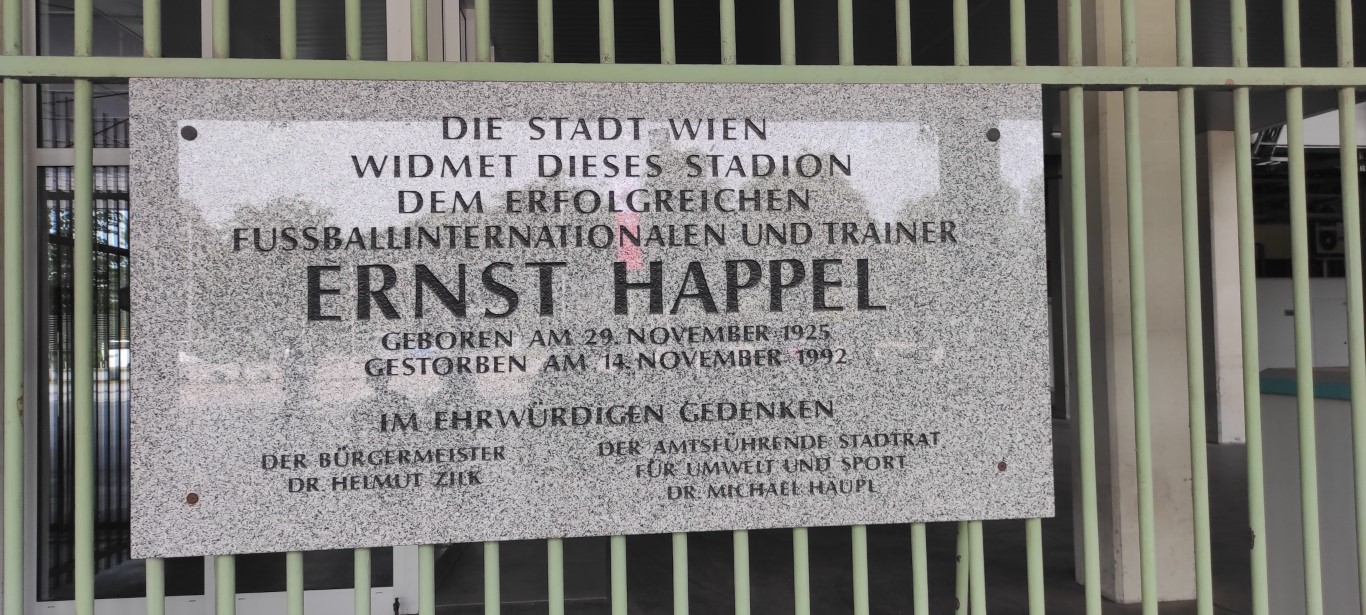 DIE STADT WIEN
WIDMET DIESES STADION
DEM ERFOLGREICHEN
FUSSBALLINTERNATIONALEN UND TRAINER
ERNST HAPPEL
GEBOREN AM 29. NOVEMBER 1925
GESTORBEN AM 14. NOVEMBER 1992
IM EHRWÜRDIGEN GEDENKEN
DER BÜRGERMEISTER
DR. HELMUT ZILK
DER AMTSFÜHRENDE STADTRAT
FÜR UMWELT UND SPORT
DR. MICHAEL HÄUPL